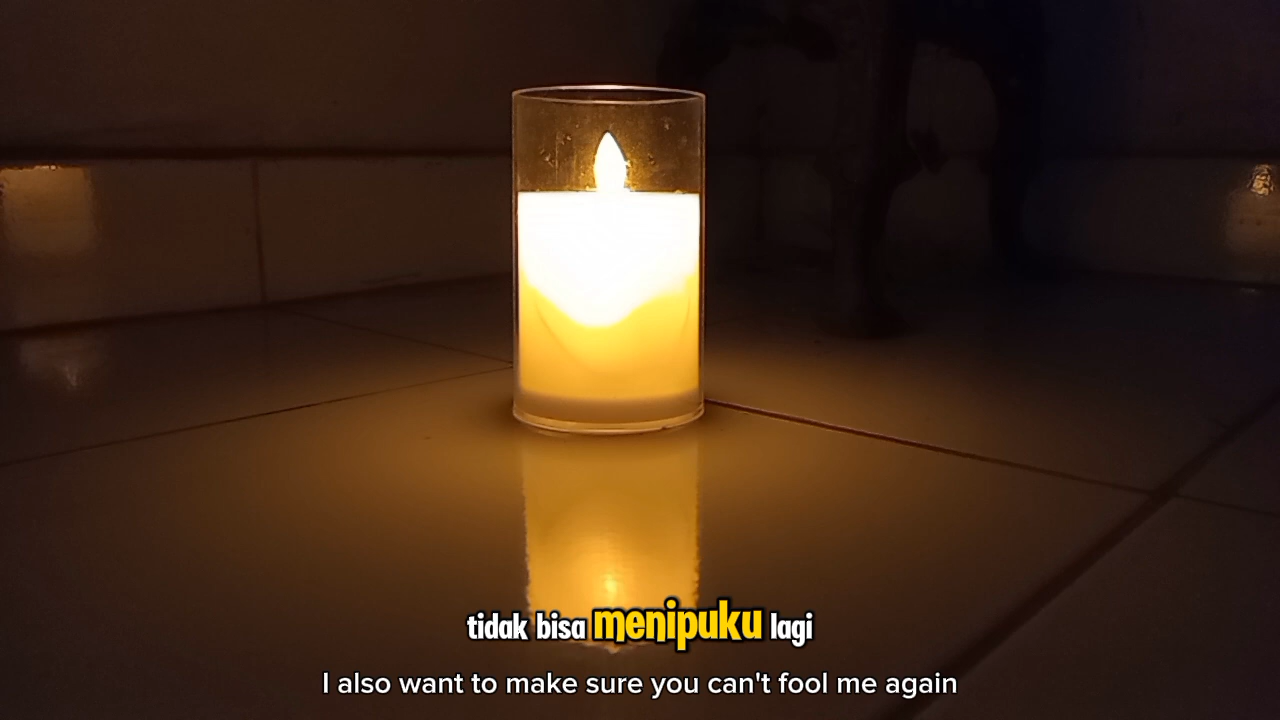 tidak bisa menipuku lagi
I also want to make sure you can't fool me again